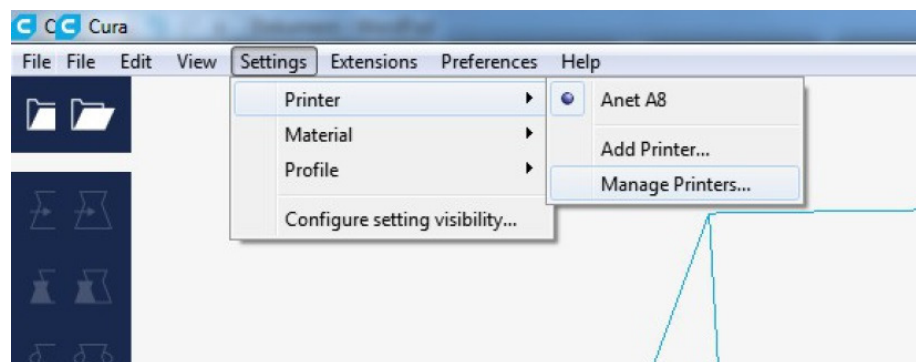 C Cura
File File Edit View Settings Extensions Preferences Help
Printer
Anet A8
Material
Add Printer...
Profile
Manage Printers...
Configure setting visibility...